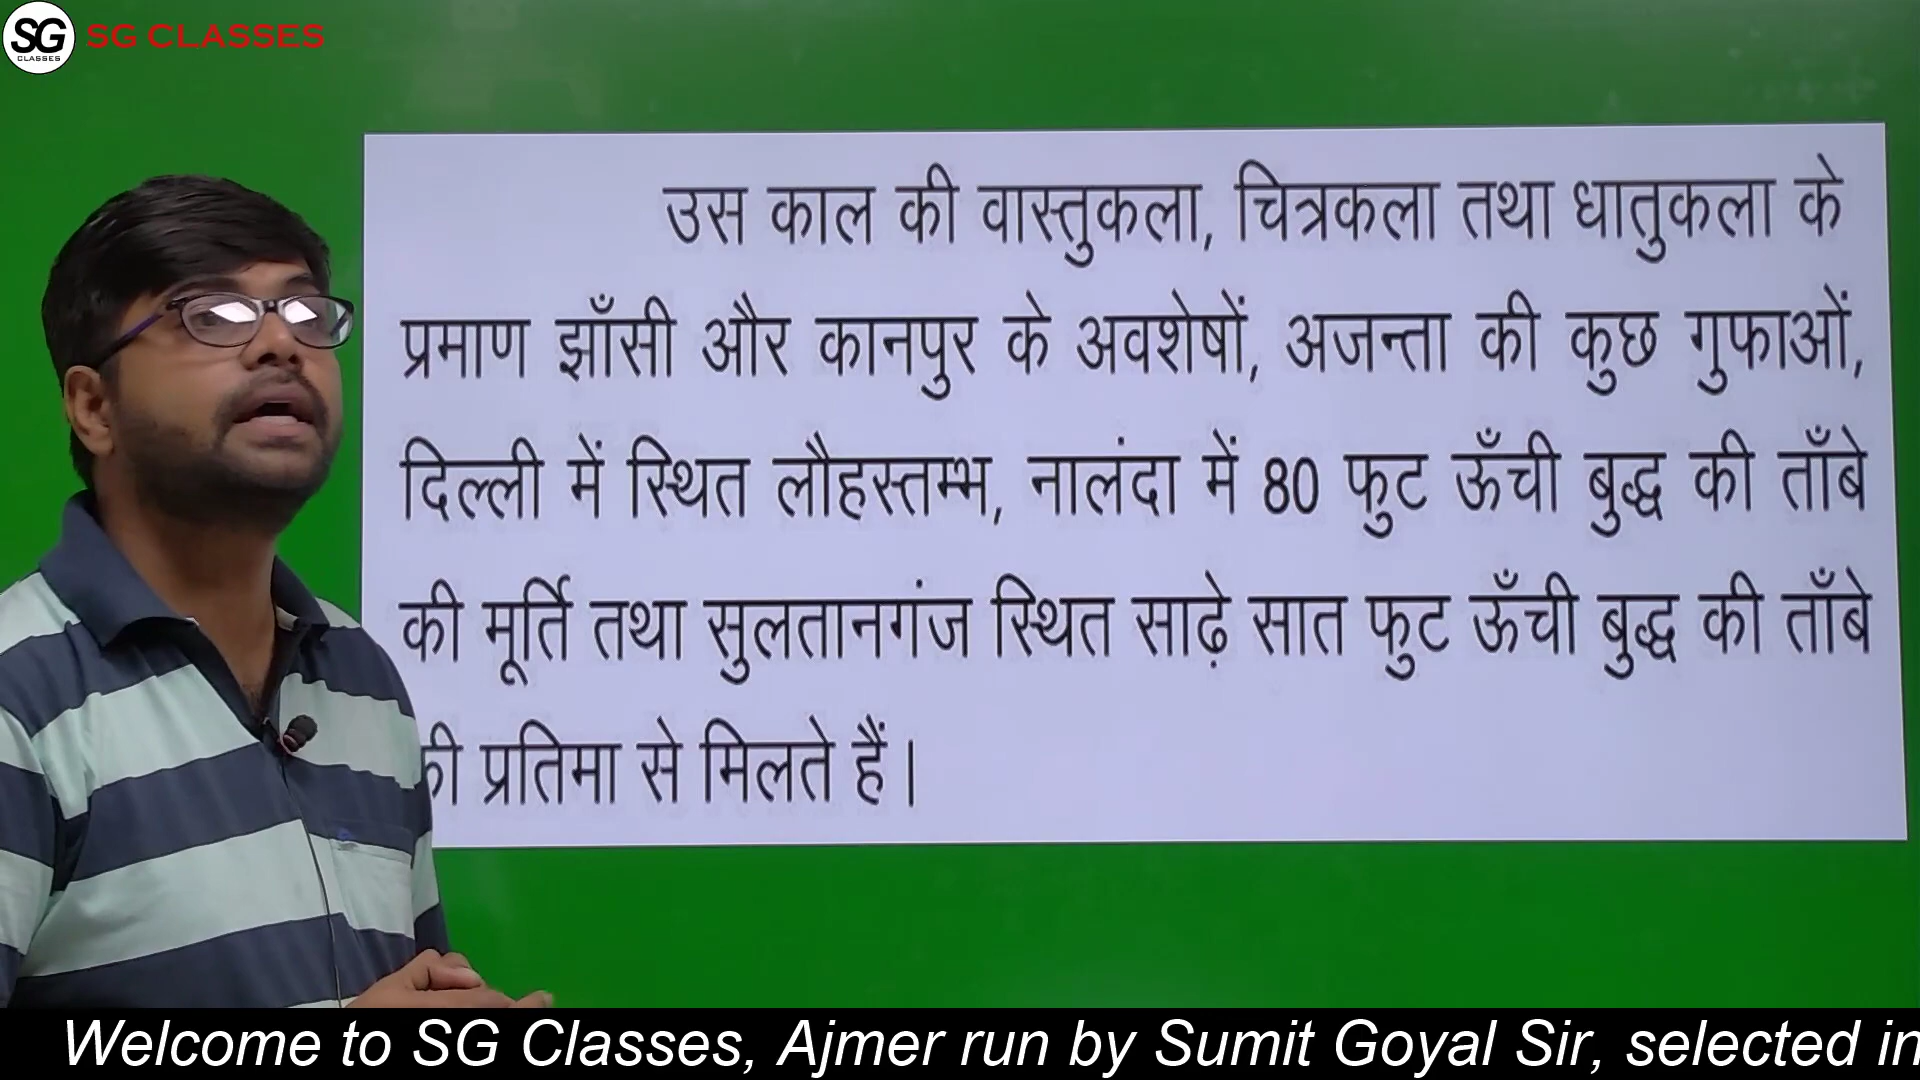 SG
CLASSES
SG CLASSES
उस काल की वास्तुकला, चित्रकला तथा धातुकला के
प्रमाण झाँसी और कानपुर के अवशेषों, अजन्ता की कुछ गुफाओं,
दिल्ली में स्थित लौहस्तम्भ, नालंदा में 80 फुट ऊँची बुद्ध की ताँबे
की मूर्ति तथा सुलतानगंज स्थित साढ़े सात फुट ऊँची बुद्ध की ताँबे
की प्रतिमा से मिलते हैं।
Welcome to SG Classes, Ajmer run by Sumit Goyal Sir, selected in